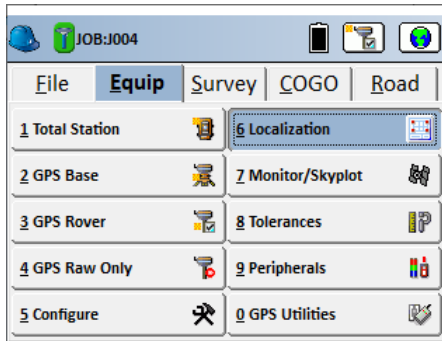 JOB:J004
File Equip Survey COGO Road
1 Total Station 6 Localization
2 GPS Base 7 Monitor/Skyplot
3 GPS Rover 8 Tolerances
4 GPS Raw Only 9 Peripherals
5 Configure 0 GPS Utilities